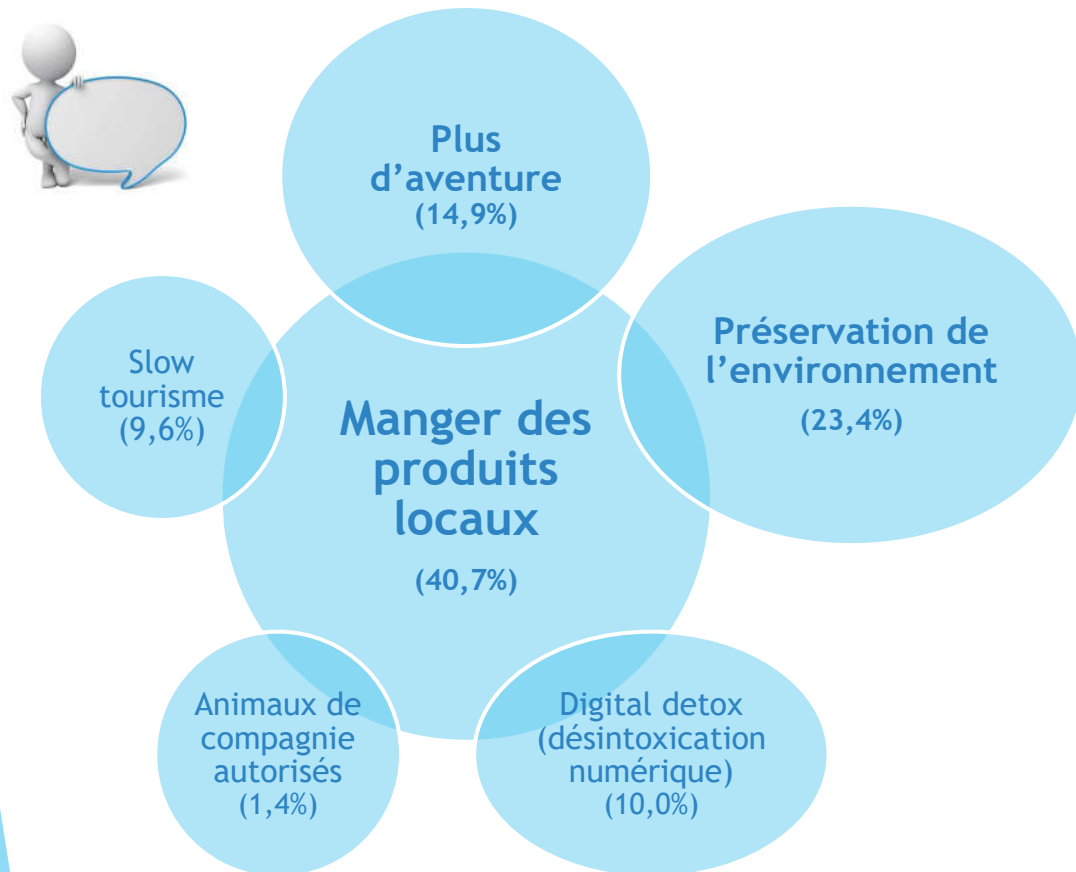 Plus
d’aventure
(14,9%)
Préservation de
l’environnement
(23,4%)
Slow
tourisme
(9,6%)
Manger des
produits
locaux
(40,7%)
Animaux de
compagnie
autorisés
(1,4%)
Digital detox
(désintoxication
numérique)
(10,0%)